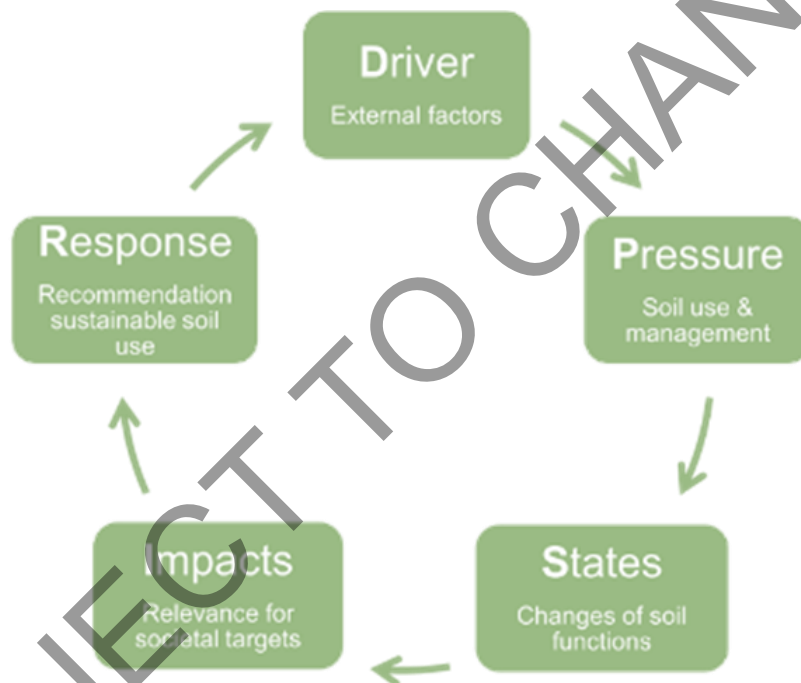 Driver
External factors
Response
Recommendation
sustainable soil
use
Pressure
Soil use &
management
Impacts
Relevance for
societal targets
States
Changes of soil
functions
JECT TO CHAN